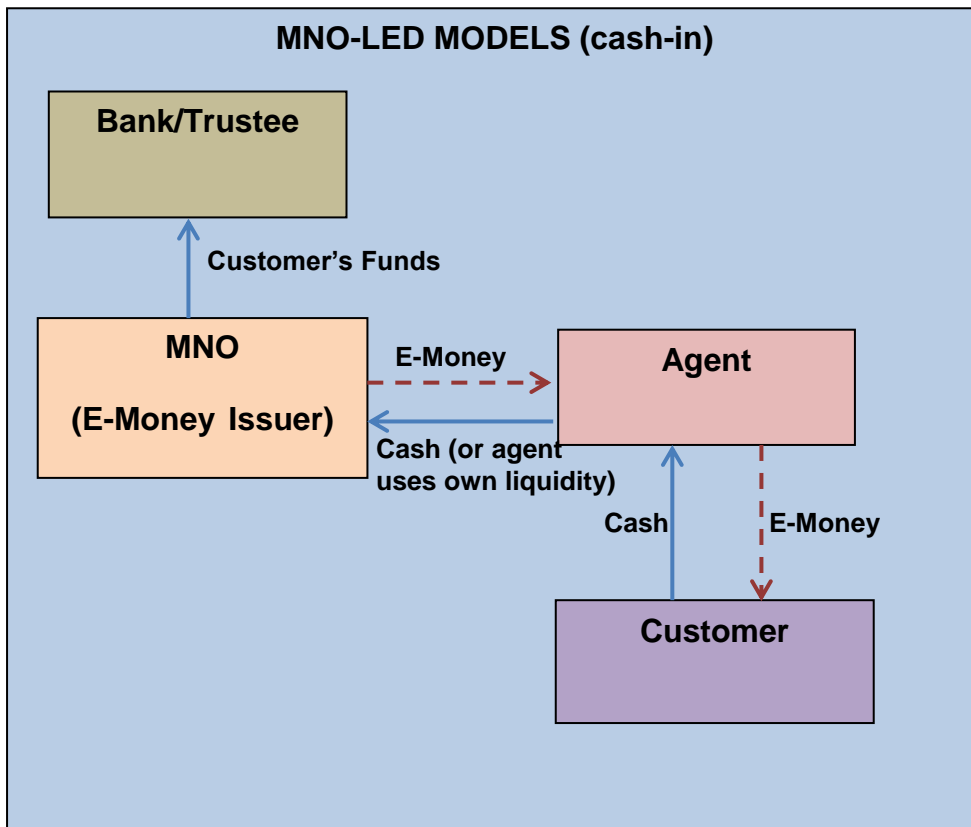 MNO-LED MODELS (cash-in)
Bank/Trustee
Customer’s Funds
MNO
(E-Money Issuer)
E-Money
Agent
Cash (or agent
uses own liquidity)
Cash
E-Money
Customer